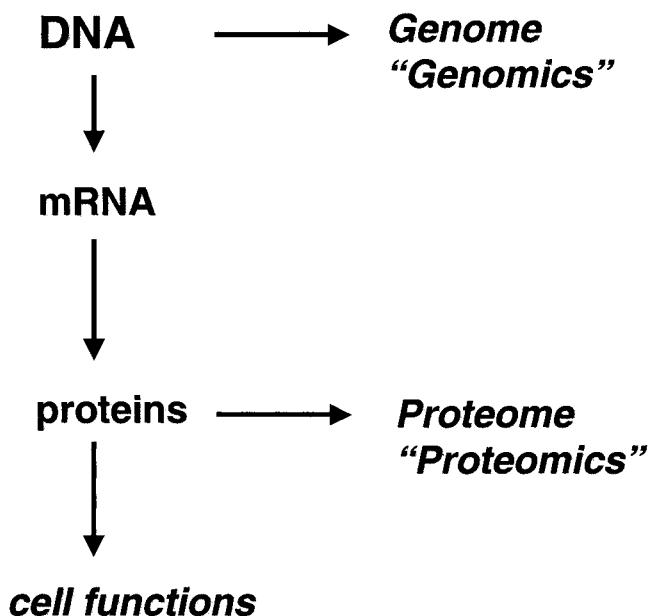 DNA
Genome
“Genomics”
mRNA
proteins
Proteome
“Proteomics”
cell functions